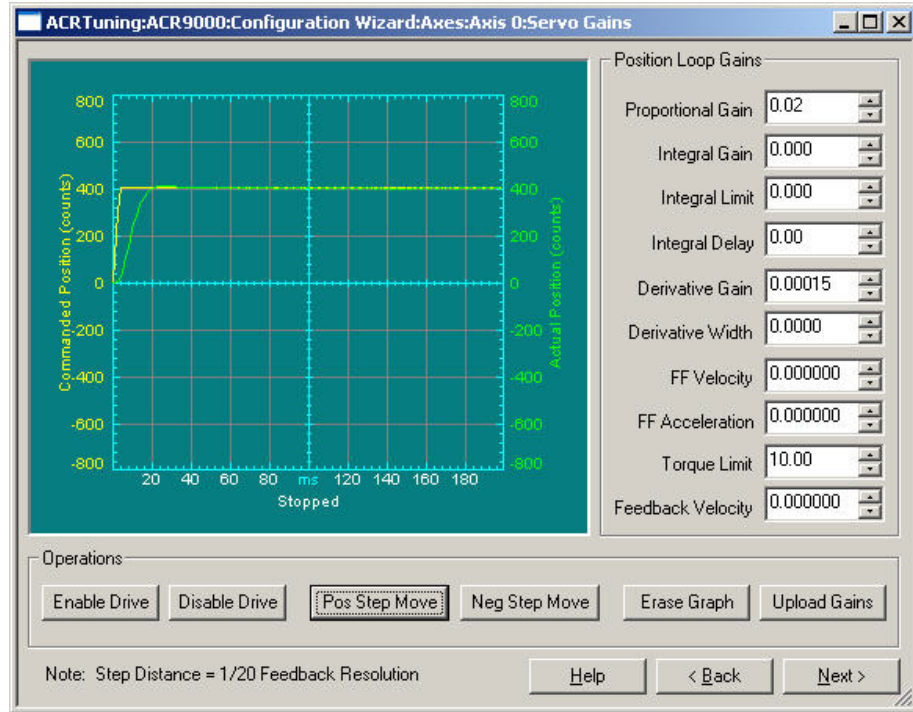 ACRTuning:ACR9000:Configuration Wizard:Axes:Axis 0:Servo Gains
Commanded Position (counts)
800
600
400
200
0
-200
-400
-600
-800
800
600
400
200
0
-200
-400
-600
-800
Actual Position (counts)
20 40 60 80 ms 120 140 160 180
Stopped
Position Loop Gains
Proportional Gain 0.02
Integral Gain 0.000
Integral Limit 0.000
Integral Delay 0.00
Derivative Gain 0.00015
Derivative Width 0.0000
FF Velocity 0.000000
FF Acceleration 0.000000
Torque Limit 10.00
Feedback Velocity 0.000000
Operations
Enable Drive Disable Drive Pos Step Move Neg Step Move Erase Graph Upload Gains
Note: Step Distance = 1/20 Feedback Resolution
Help < Back Next >